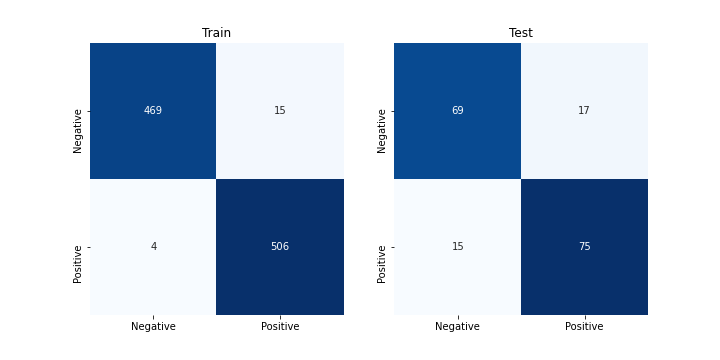 Train
Test
Negative
469
15
Negative
69
17
Positive
4
506
Positive
15
75
Negative
Positive
Negative
Positive